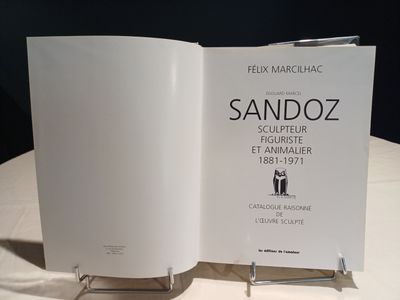 FÉLIX MARCILHAC
EDOUARD-MARCEL
SANDOZ
SCULPTEUR
FIGURISTE
ET ANIMALIER
1881-1971
CATALOGUE RAISONNÉ
DE
L'ŒUVRE SCULPTÉ
les éditions de l'amateur